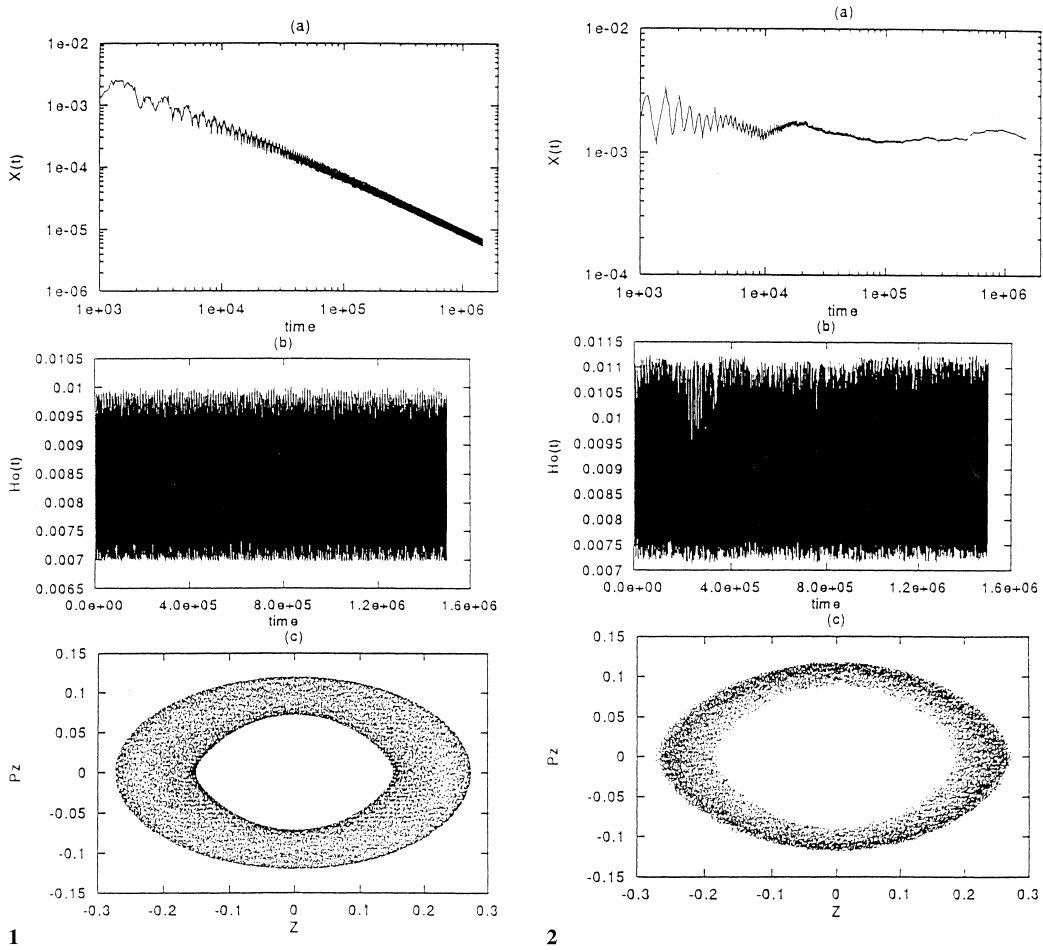 (a)
1e-02
1e-03
1e-04
1e-05
1e-06
X(t)
1e+03 1e+04 1e+05 1e+06
time
(b)
0.0105
0.01
0.0095
0.009
0.0085
0.008
0.0075
0.007
0.0065
Ho(t)
0.0e+00 4.0e+05 8.0e+05 1.2e+06 1.6e+06
time
(c)
0.15
0.1
0.05
0
-0.05
-0.1
-0.15
Pz
-0.3 -0.2 -0.1 0 0.1 0.2 0.3
Z
1
(a)
1e-02
1e-03
1e-04
X(t)
1e+03 1e+04 1e+05 1e+06
time
(b)
0.0115
0.011
0.0105
0.01
0.0095
0.009
0.0085
0.008
0.0075
0.007
Ho(t)
0.0e+00 4.0e+05 8.0e+05 1.2e+06 1.6e+06
time
(c)
0.15
0.1
0.05
0
-0.05
-0.1
-0.15
Pz
-0.3 -0.2 -0.1 0 0.1 0.2 0.3
Z
2